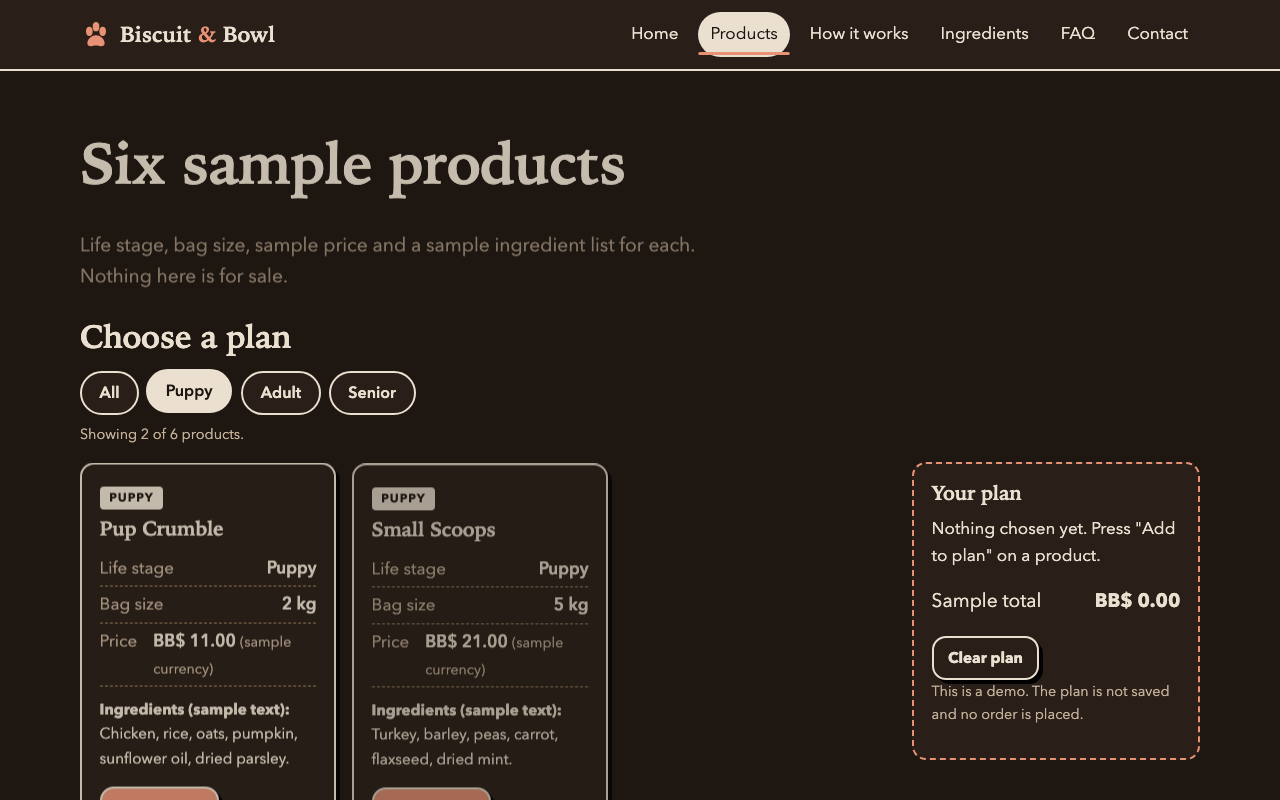 Biscuit & Bowl
Home
Products
How it works
Ingredients
FAQ
Contact
Six sample products
Life stage, bag size, sample price and a sample ingredient list for each.
Nothing here is for sale.
Choose a plan
All
Puppy
Adult
Senior
Showing 2 of 6 products.
PUPPY
Pup Crumble
Life stage Puppy
Bag size 2 kg
Price BB$ 11.00 (sample
currency)
Ingredients (sample text):
Chicken, rice, oats, pumpkin,
sunflower oil, dried parsley.
PUPPY
Small Scoops
Life stage Puppy
Bag size 5 kg
Price BB$ 21.00 (sample
currency)
Ingredients (sample text):
Turkey, barley, peas, carrot,
flaxseed, dried mint.
Your plan
Nothing chosen yet. Press "Add
to plan" on a product.
Sample total BB$ 0.00
Clear plan
This is a demo. The plan is not saved
and no order is placed.